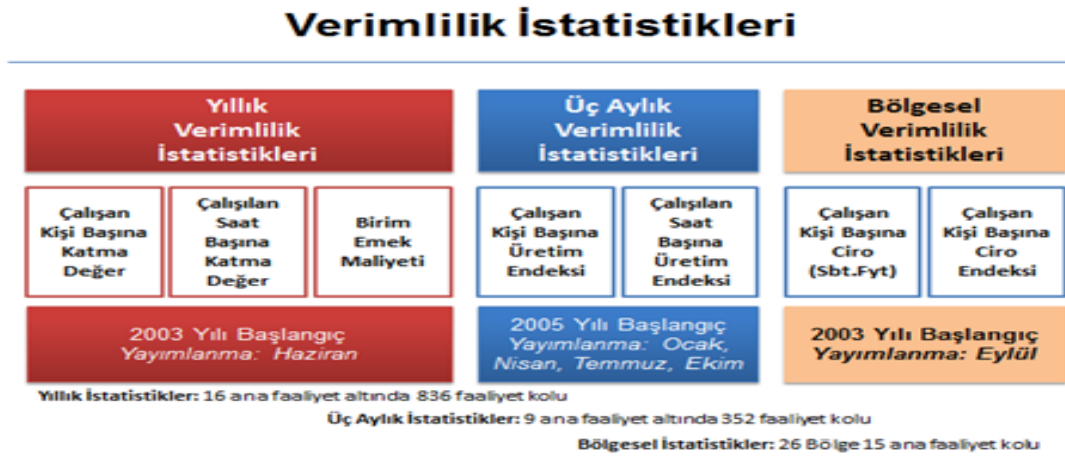 Verimlilik İstatistikleri
Yıllık
Verimlilik
İstatistikleri
Çalışan
Kişi Başına
Katma
Değer
Çalışılan
Saat
Başına
Katma
Değer
Birim
Emek
Maliyeti
2003 Yılı Başlangıç
Yayımlanma: Haziran
Üç Aylık
Verimlilik
İstatistikleri
Çalışan
Kişi Başına
Üretim
Endeksi
Çalışılan
Saat
Başına
Üretim
Endeksi
2005 Yılı Başlangıç
Yayımlanma: Ocak,
Nisan, Temmuz, Ekim
Bölgesel
Verimlilik
İstatistikleri
Çalışan
Kişi Başına
Ciro
(Sbt.Fyt)
Çalışan
Kişi Başına
Ciro
Endeksi
2003 Yılı Başlangıç
Yayımlanma: Eylül
Yıllık İstatistikler: 16 ana faaliyet altında 836 faaliyet kolu
Üç Aylık İstatistikler: 9 ana faaliyet altında 352 faaliyet kolu
Bölgesel İstatistikler: 26 Bölge 15 ana faaliyet kolu